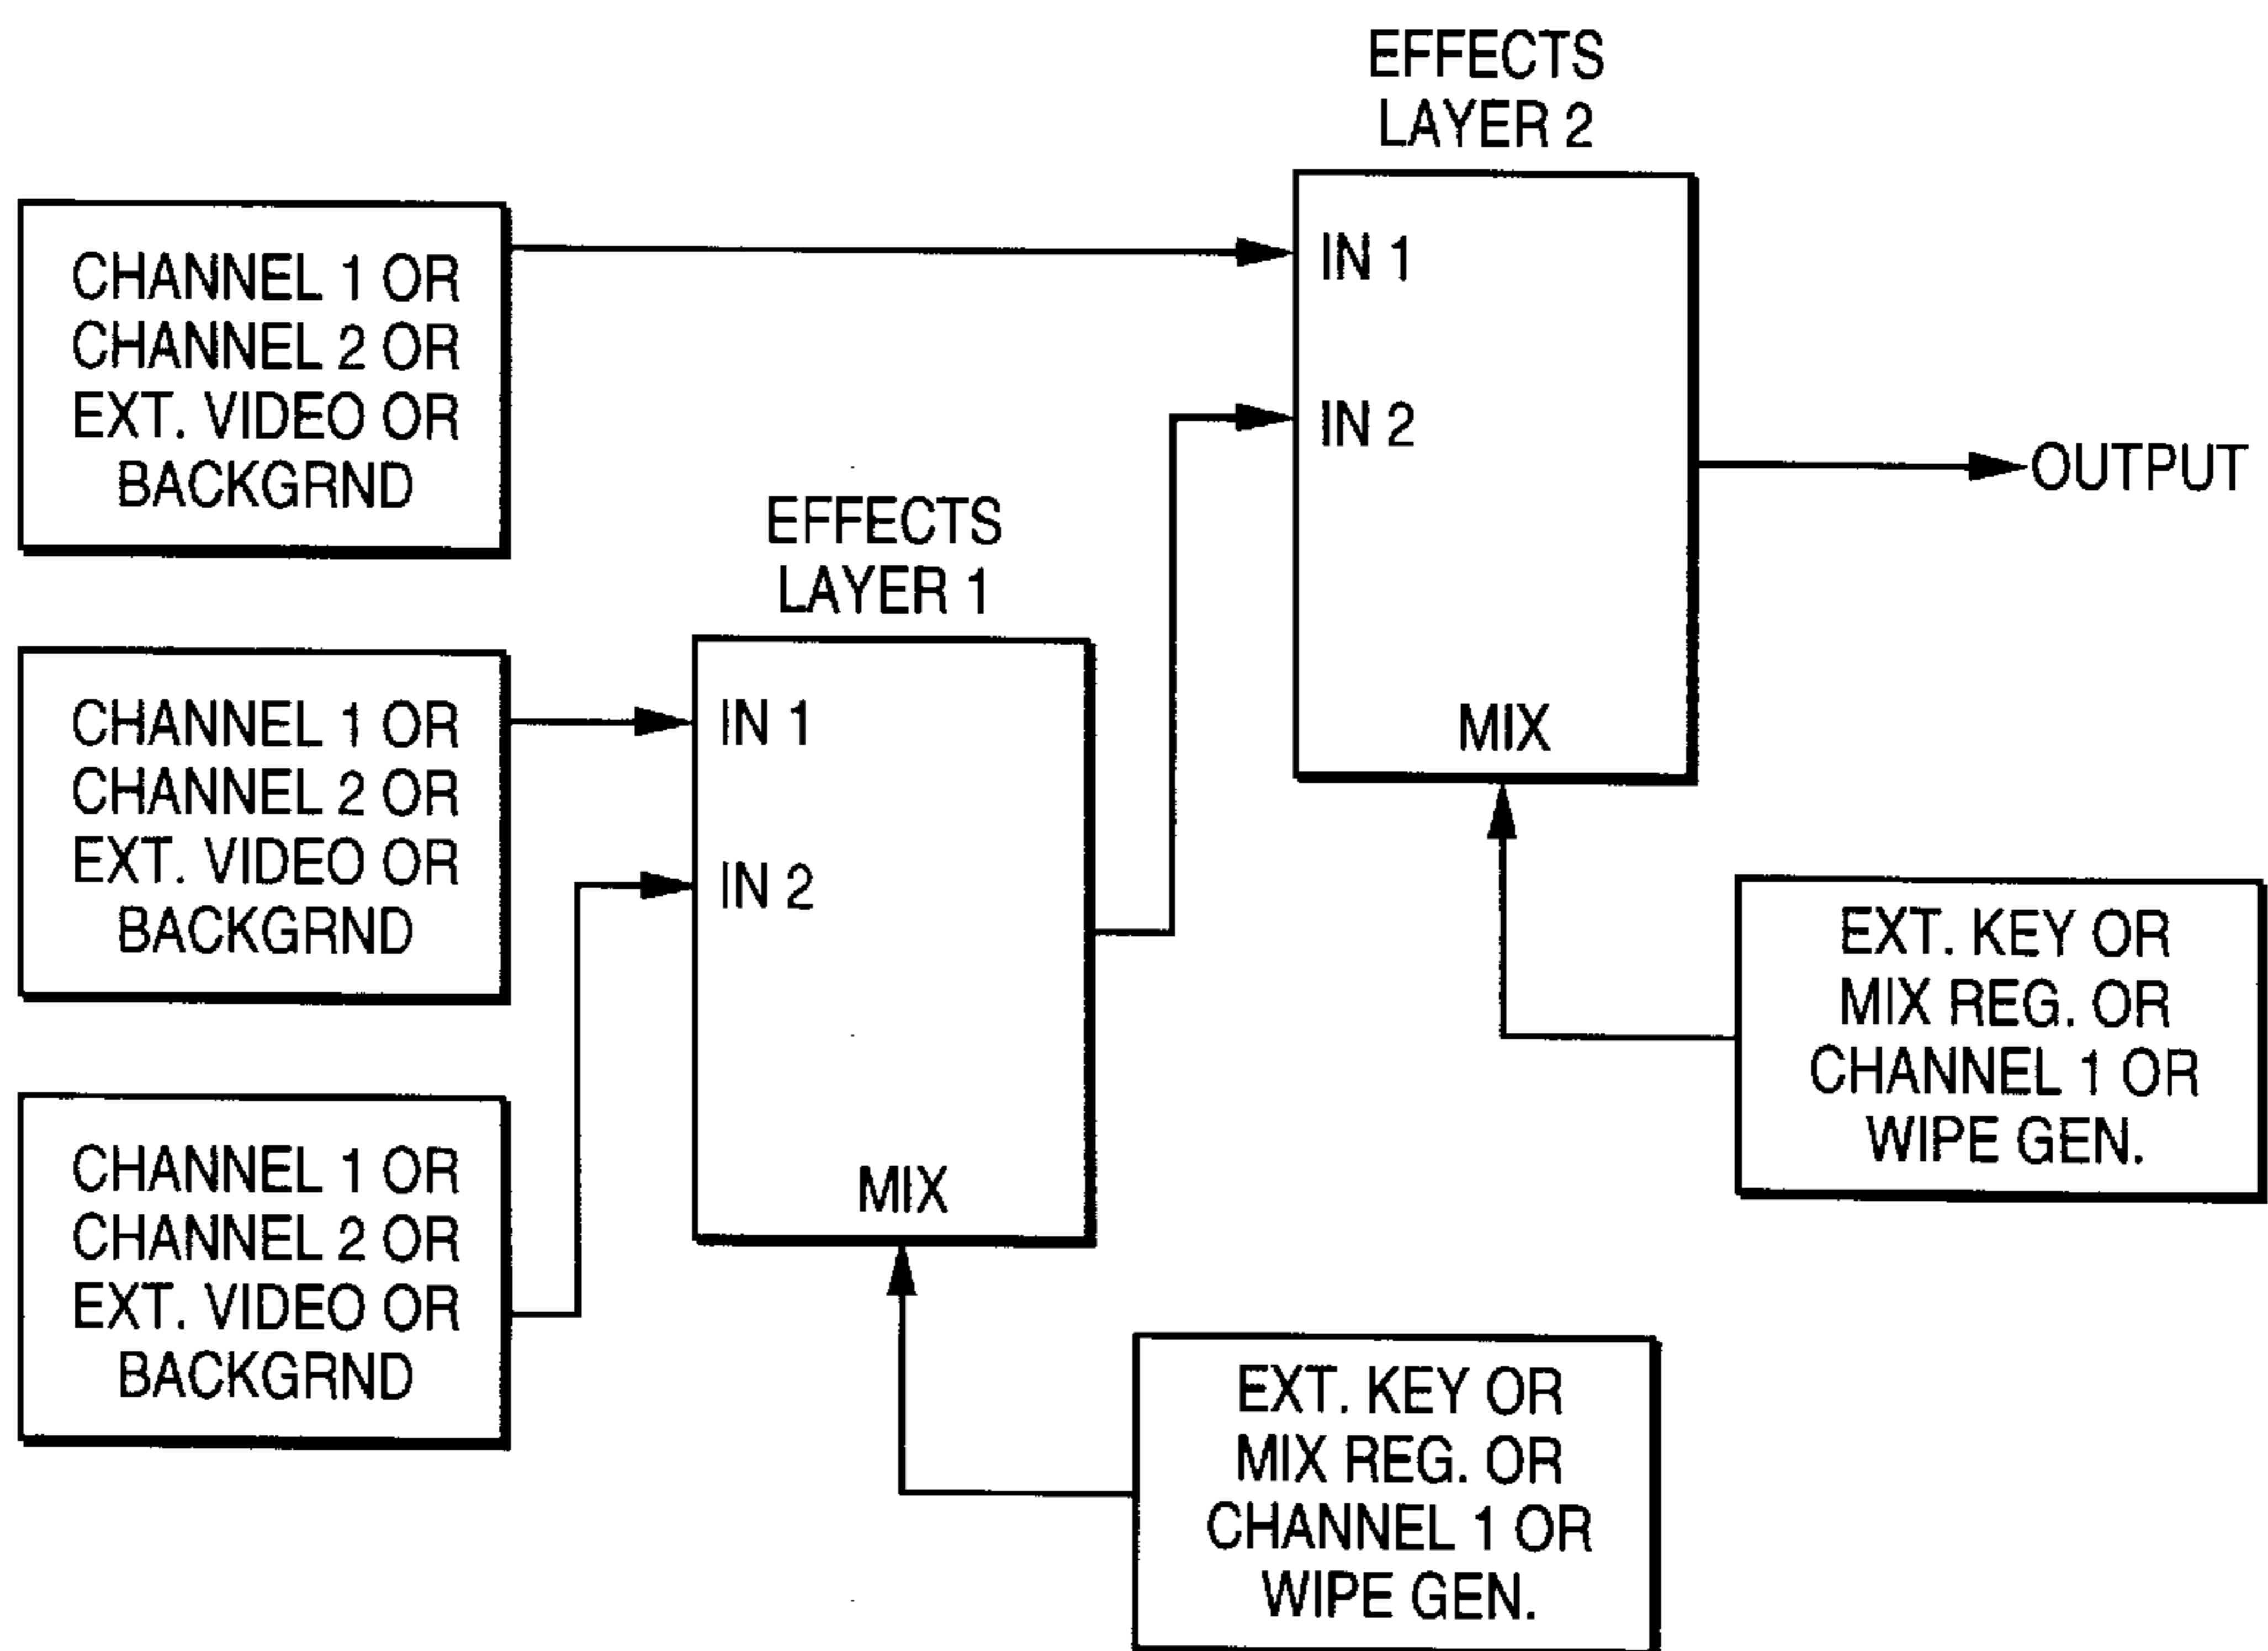 EFFECTS
LAYER 2
CHANNEL 1 OR
CHANNEL 2 OR
EXT. VIDEO OR
BACKGRND
IN 1
IN 2
OUTPUT
MIX
EFFECTS
LAYER 1
CHANNEL 1 OR
CHANNEL 2 OR
EXT. VIDEO OR
BACKGRND
IN 1
IN 2
MIX
EXT. KEY OR
MIX REG. OR
CHANNEL 1 OR
WIPE GEN.
CHANNEL 1 OR
CHANNEL 2 OR
EXT. VIDEO OR
BACKGRND
EXT. KEY OR
MIX REG. OR
CHANNEL 1 OR
WIPE GEN.